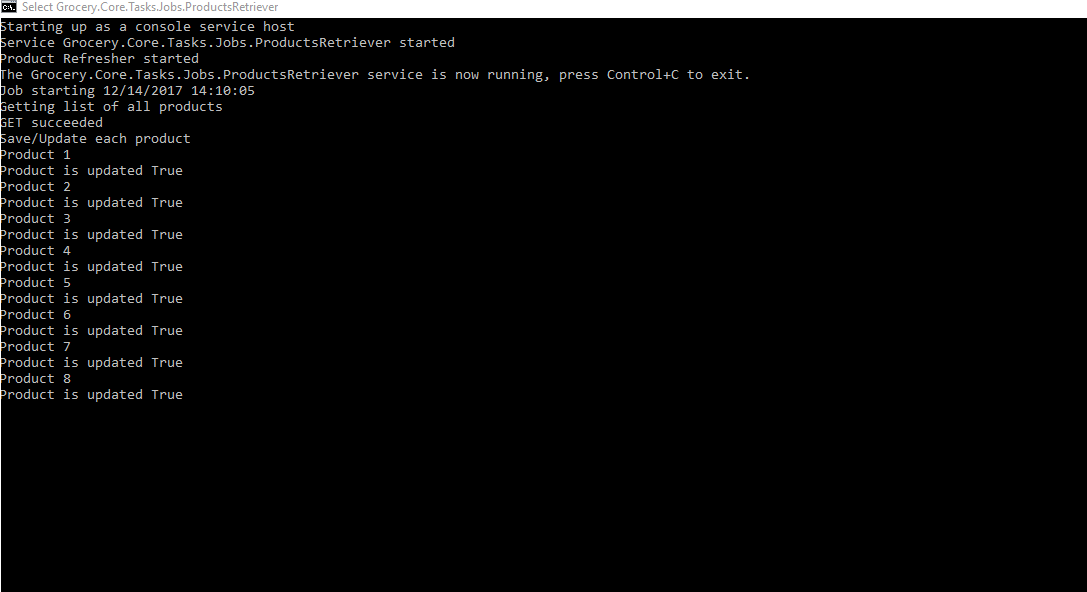 Select Grocery.Core.Tasks.Jobs.ProductsRetriever
Starting up as a console service host
Service Grocery.Core.Tasks.Jobs.ProductsRetriever started
Product Refresher started
The Grocery.Core.Tasks.Jobs.ProductsRetriever service is now running, press Control+C to exit.
Job starting 12/14/2017 14:10:05
Getting list of all products
GET succeeded
Save/Update each product
Product 1
Product is updated True
Product 2
Product is updated True
Product 3
Product is updated True
Product 4
Product is updated True
Product 5
Product is updated True
Product 6
Product is updated True
Product 7
Product is updated True
Product 8
Product is updated True